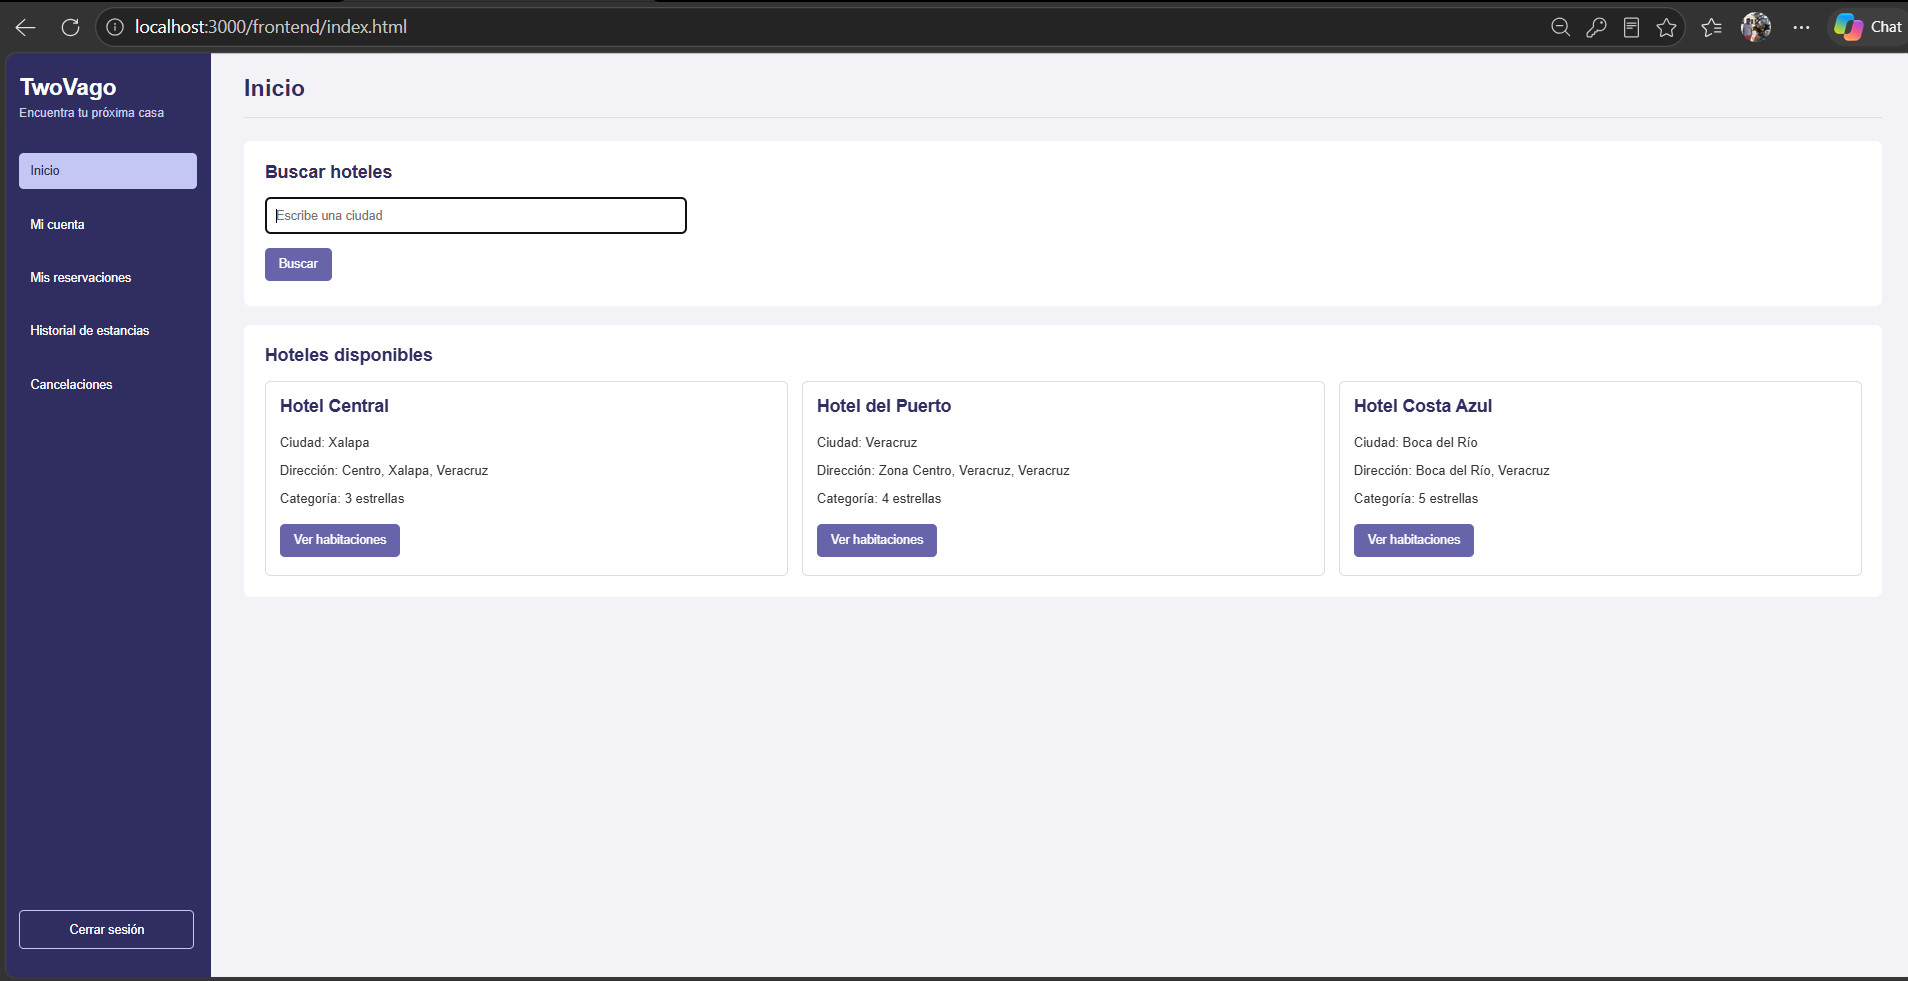 localhost:3000/frontend/index.html
Chat
TwoVago
Encuentra tu próxima casa
Inicio
Mi cuenta
Mis reservaciones
Historial de estancias
Cancelaciones
Cerrar sesión
Inicio
Buscar hoteles
Escribe una ciudad
Buscar
Hoteles disponibles
Hotel Central
Ciudad: Xalapa
Dirección: Centro, Xalapa, Veracruz
Categoría: 3 estrellas
Ver habitaciones
Hotel del Puerto
Ciudad: Veracruz
Dirección: Zona Centro, Veracruz, Veracruz
Categoría: 4 estrellas
Ver habitaciones
Hotel Costa Azul
Ciudad: Boca del Río
Dirección: Boca del Río, Veracruz
Categoría: 5 estrellas
Ver habitaciones